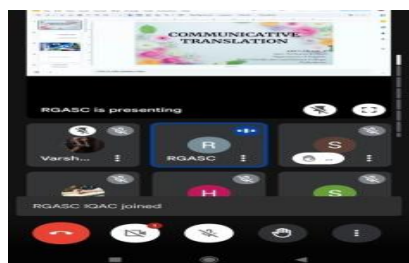 COMMUNICATIVE
TRANSLATION
RGASC is presenting
R
S
Varsh...
RGASC
...
H
S
RGASC IQAC joined